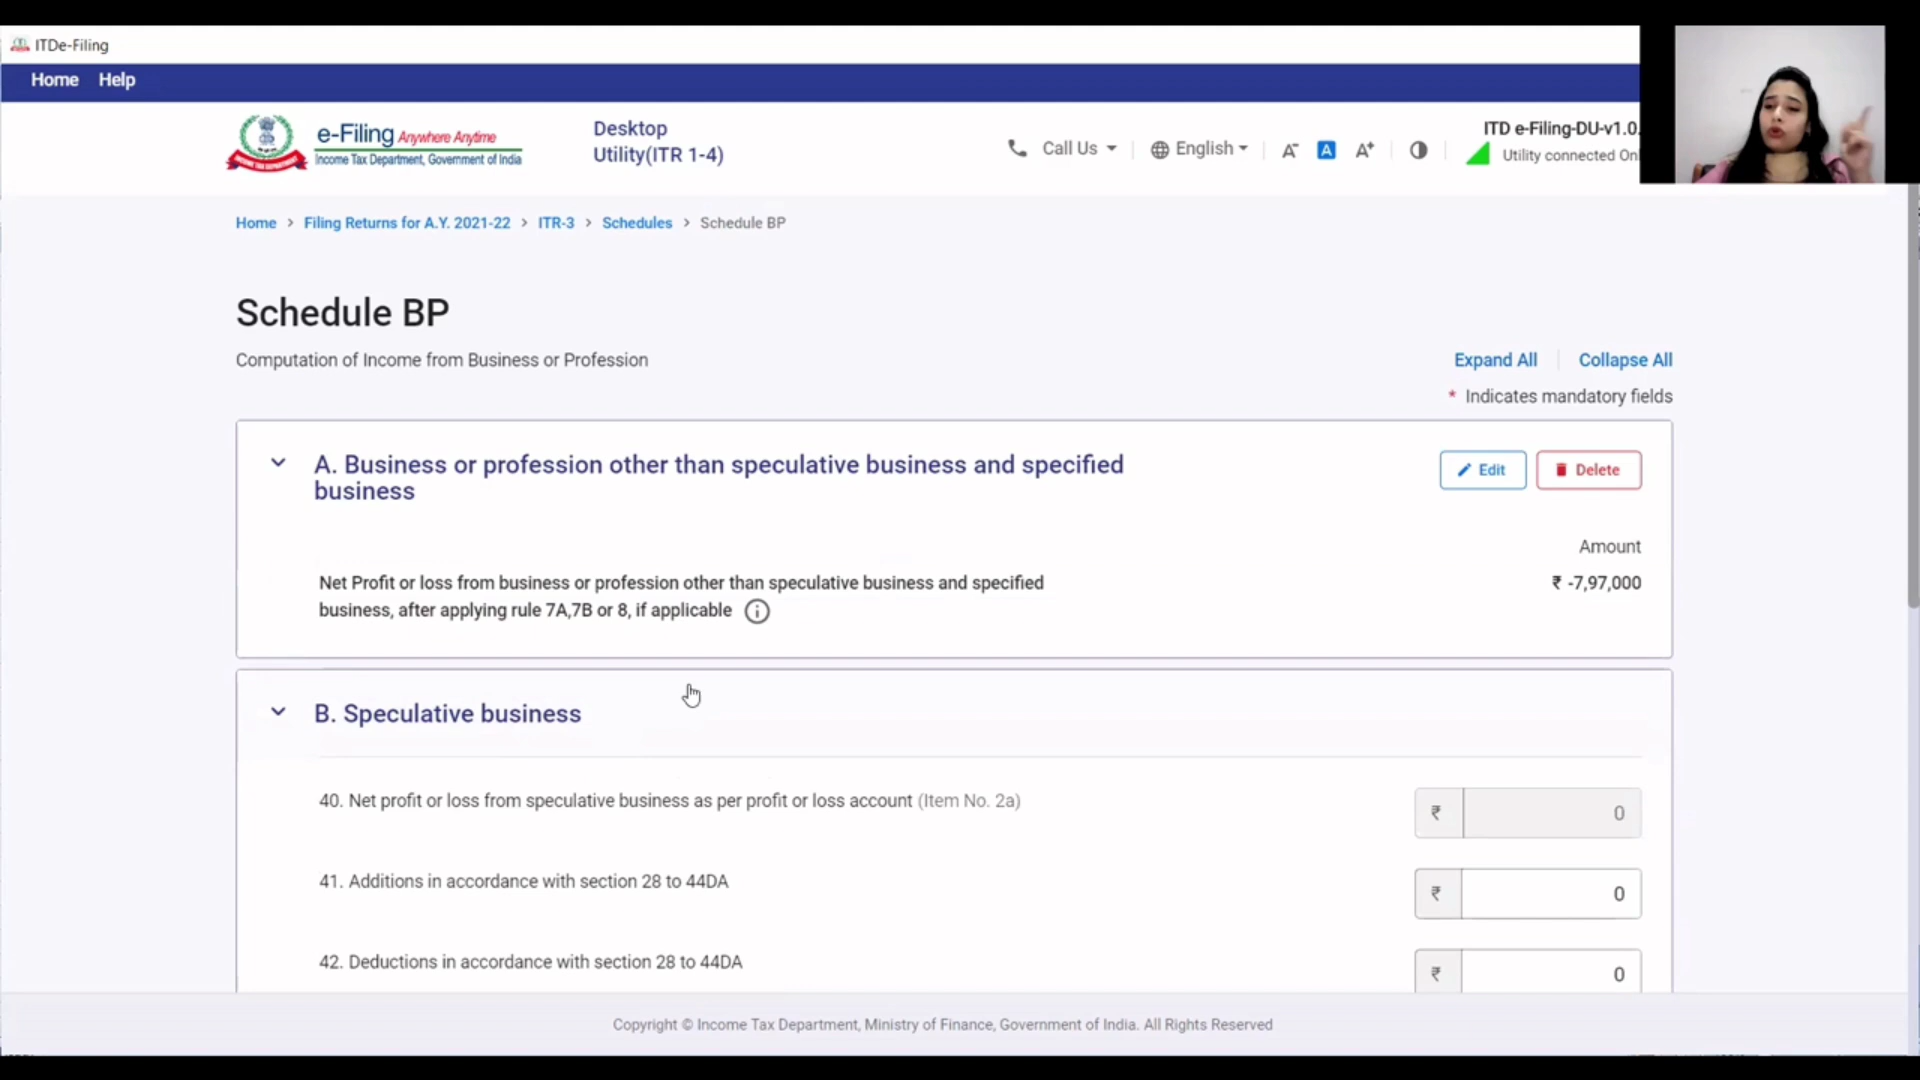 ITDe-Filing
Home Help
e-Filing Anywhere Anytime
Income Tax Department, Government of India
Desktop
Utility(ITR 1-4)
Call Us
English
A-
A
A+
ITD e-Filing-DU-v1.0.
Utility connected Onl
Home > Filing Returns for A.Y. 2021-22 > ITR-3 > Schedules > Schedule BP
Schedule BP
Computation of Income from Business or Profession
Expand All Collapse All
* Indicates mandatory fields
A. Business or profession other than speculative business and specified
business
Edit Delete
Amount
Net Profit or loss from business or profession other than speculative business and specified
business, after applying rule 7A,7B or 8, if applicable
₹ -7,97,000
B. Speculative business
40. Net profit or loss from speculative business as per profit or loss account (Item No. 2a)
₹ 0
41. Additions in accordance with section 28 to 44DA
₹ 0
42. Deductions in accordance with section 28 to 44DA
₹ 0
Copyright © Income Tax Department, Ministry of Finance, Government of India. All Rights Reserved